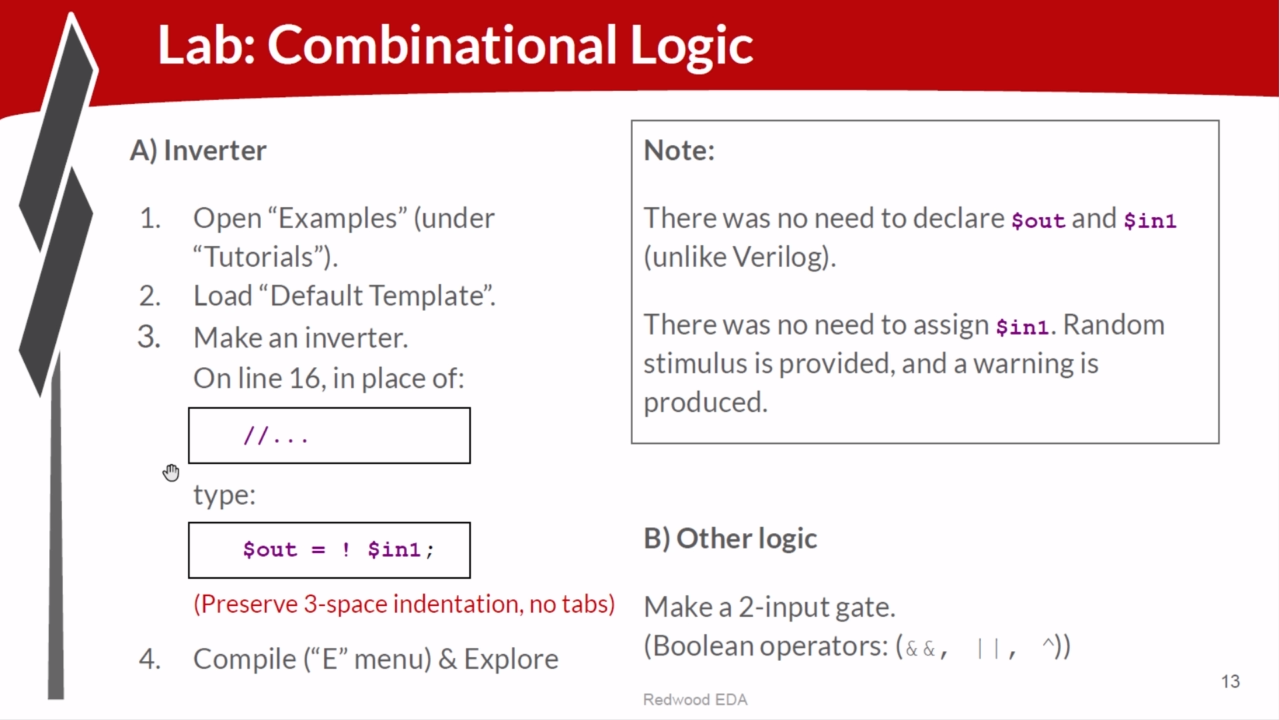 Lab: Combinational Logic
A) Inverter
1. Open “Examples” (under
“Tutorials”).
2. Load “Default Template”.
3. Make an inverter.
On line 16, in place of:
//...
type:
$out = ! $in1;
(Preserve 3-space indentation, no tabs)
4. Compile (“E” menu) & Explore
Note:
There was no need to declare $out and $in1
(unlike Verilog).
There was no need to assign $in1. Random
stimulus is provided, and a warning is
produced.
B) Other logic
Make a 2-input gate.
(Boolean operators: (&&, ||, ^))
Redwood EDA
13